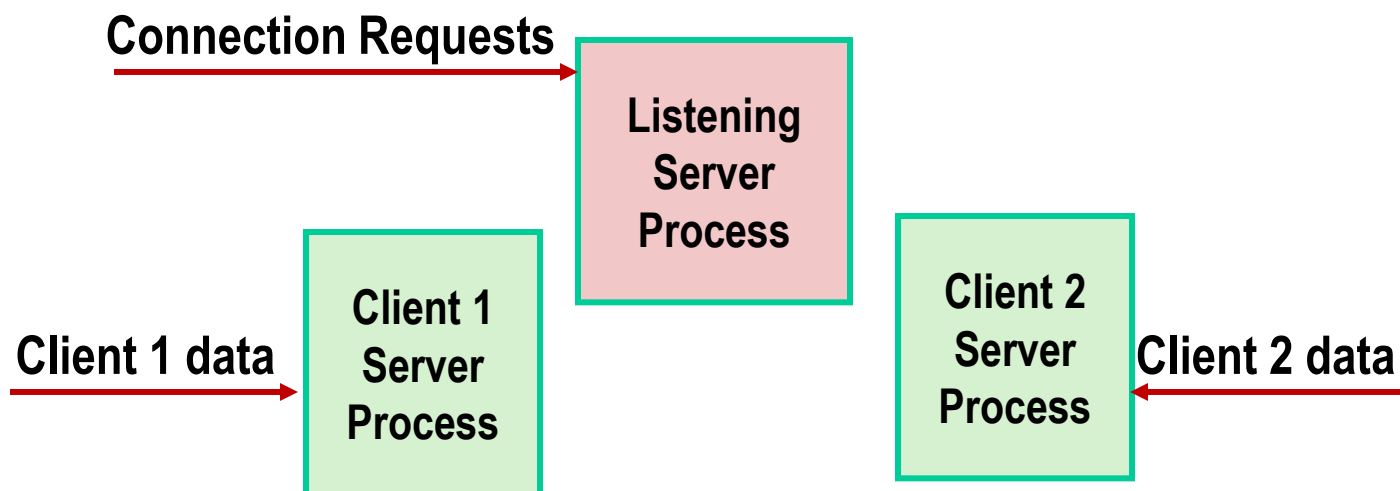 Connection Requests
Listening
Server
Process
Client 1
Server
Process
Client 2
Server
Process
Client 1 data
Client 2 data